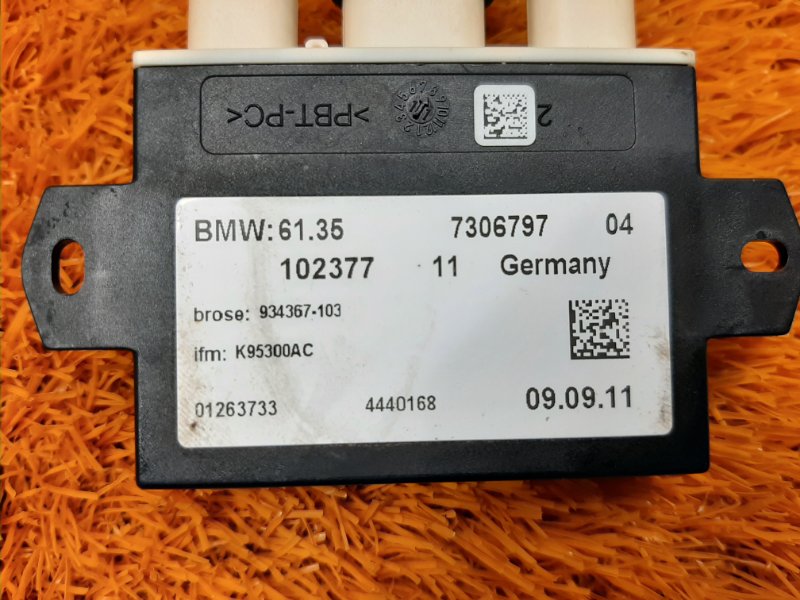 >PBT-PC<
2
BMW: 61.35 7306797 04
102377 11 Germany
brose: 934367-103
ifm: K95300AC
01263733 4440168 09.09.11